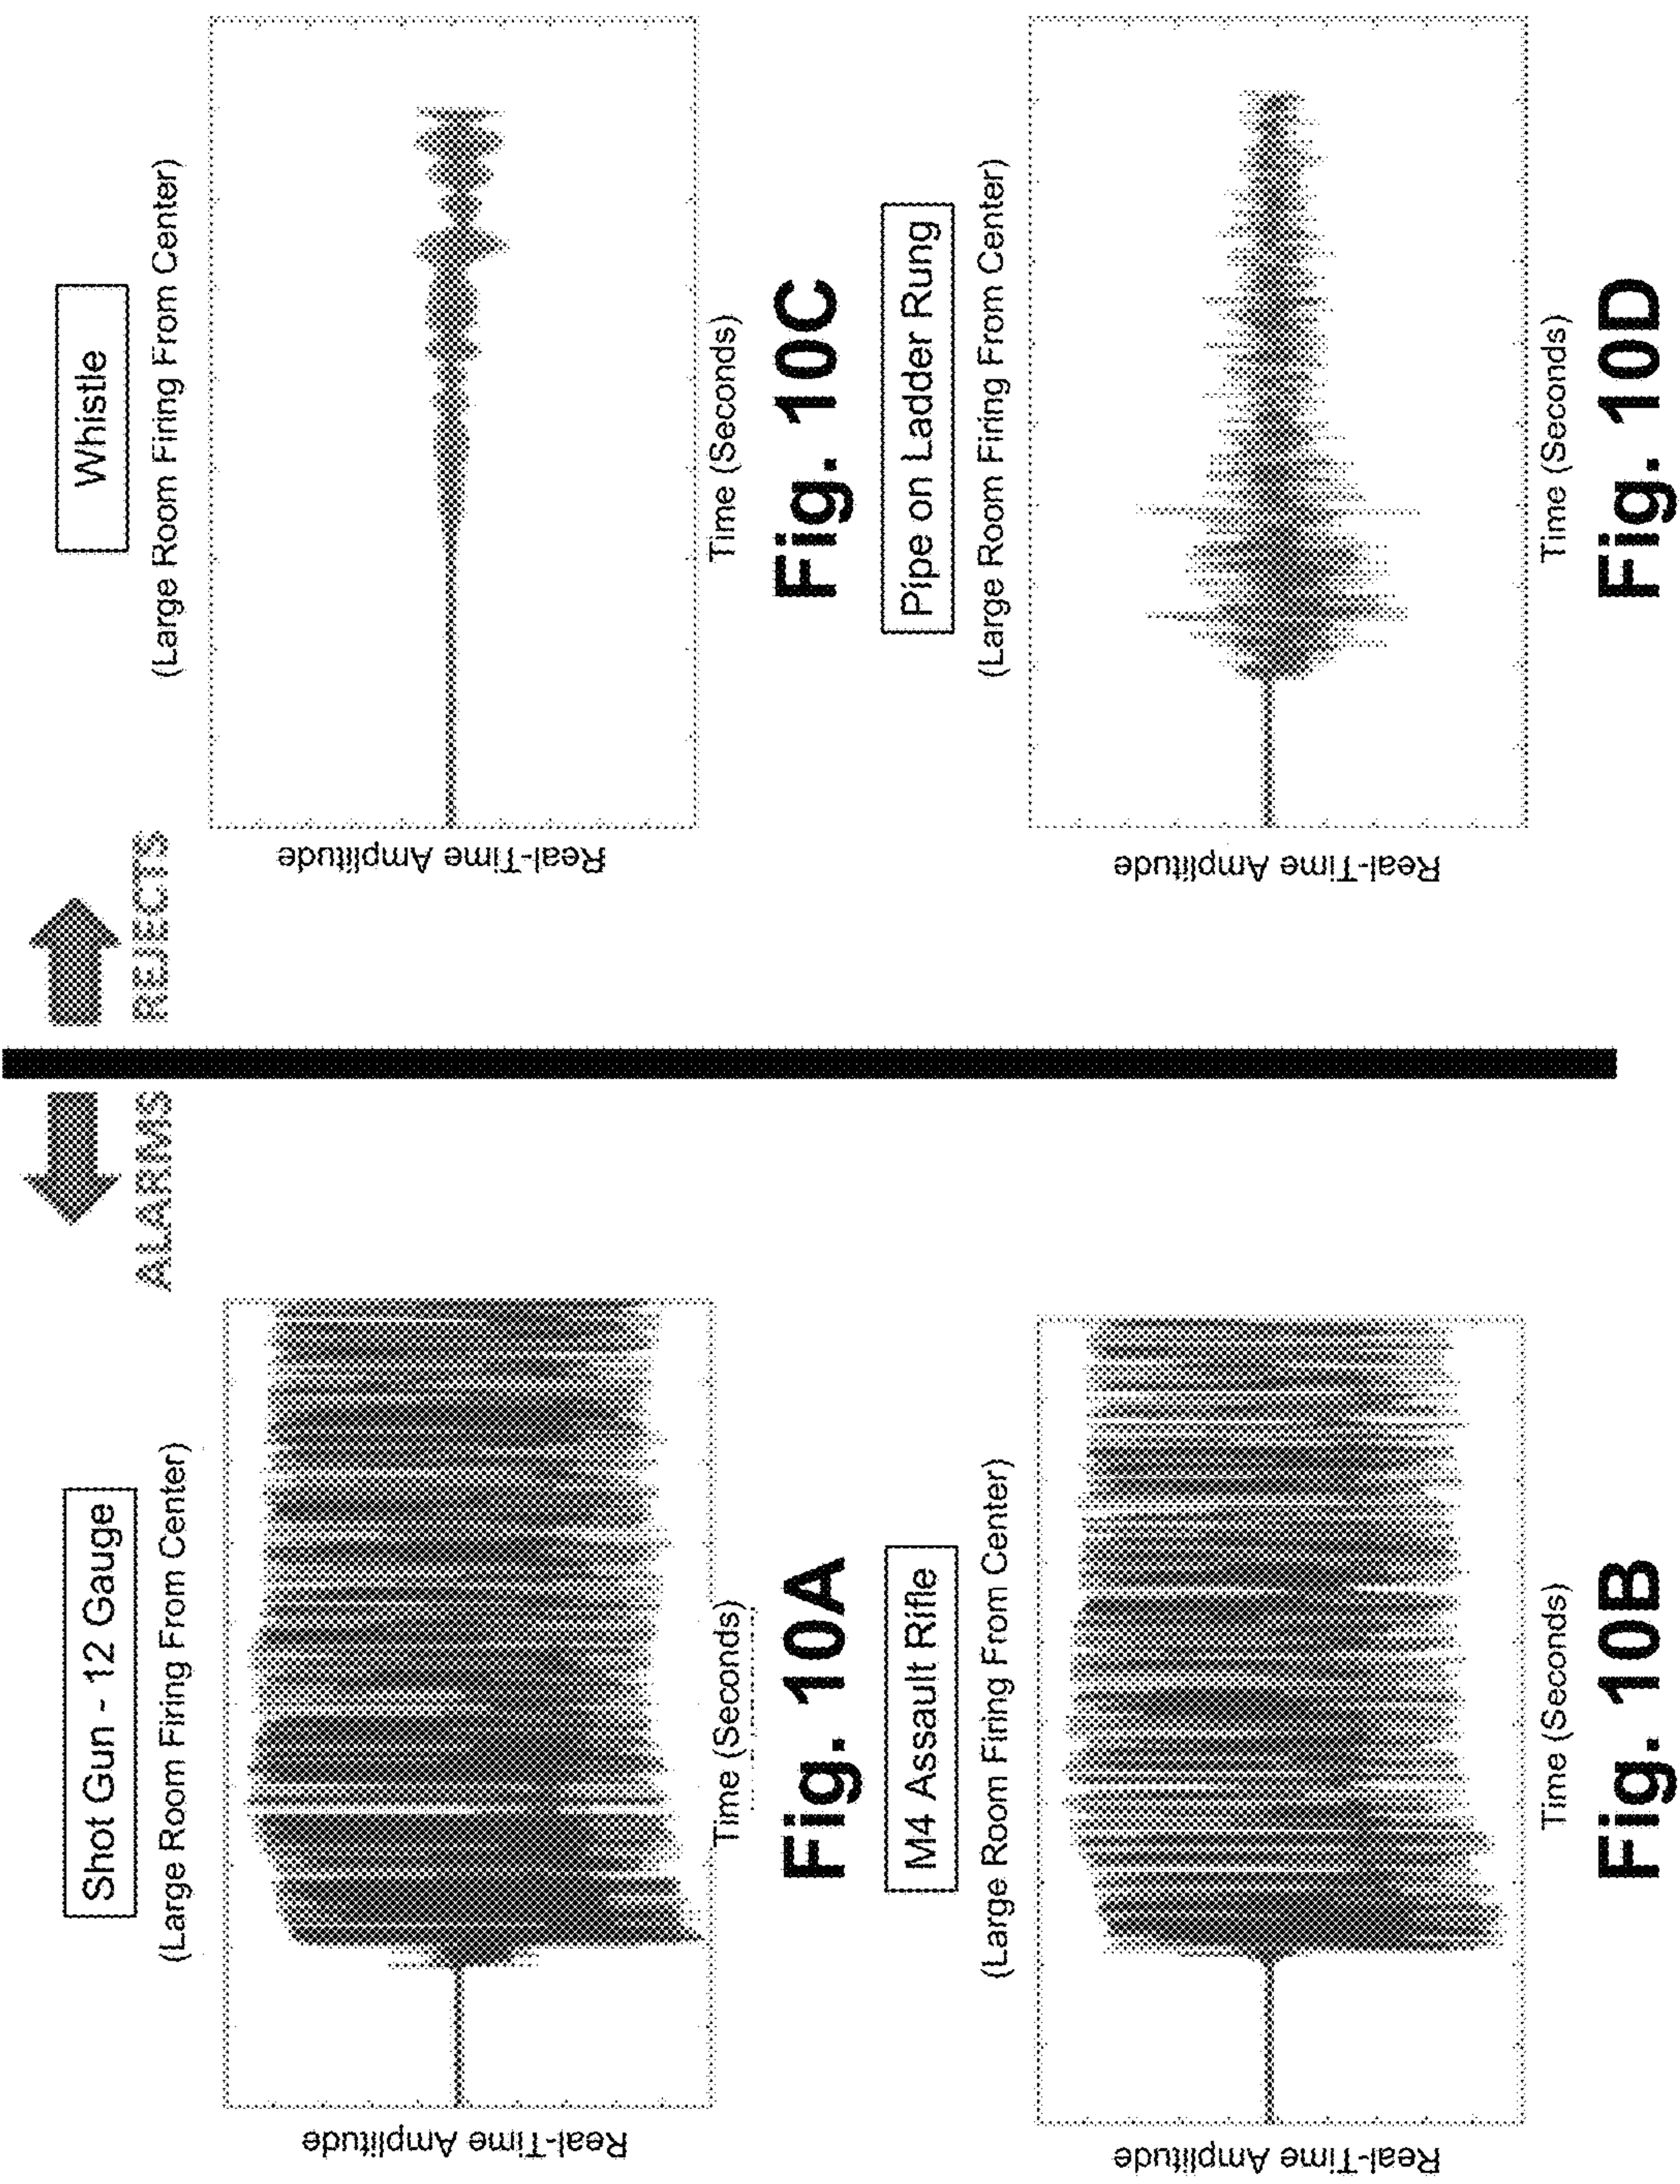 ALARMS
REJECTS
Shot Gun - 12 Gauge
(Large Room Firing From Center)
Real-Time Amplitude
Time (Seconds)
Fig. 10A
M4 Assault Rifle
(Large Room Firing From Center)
Real-Time Amplitude
Time (Seconds)
Fig. 10B
Whistle
(Large Room Firing From Center)
Real-Time Amplitude
Time (Seconds)
Fig. 10C
Pipe on Ladder Rung
(Large Room Firing From Center)
Real-Time Amplitude
Time (Seconds)
Fig. 10D